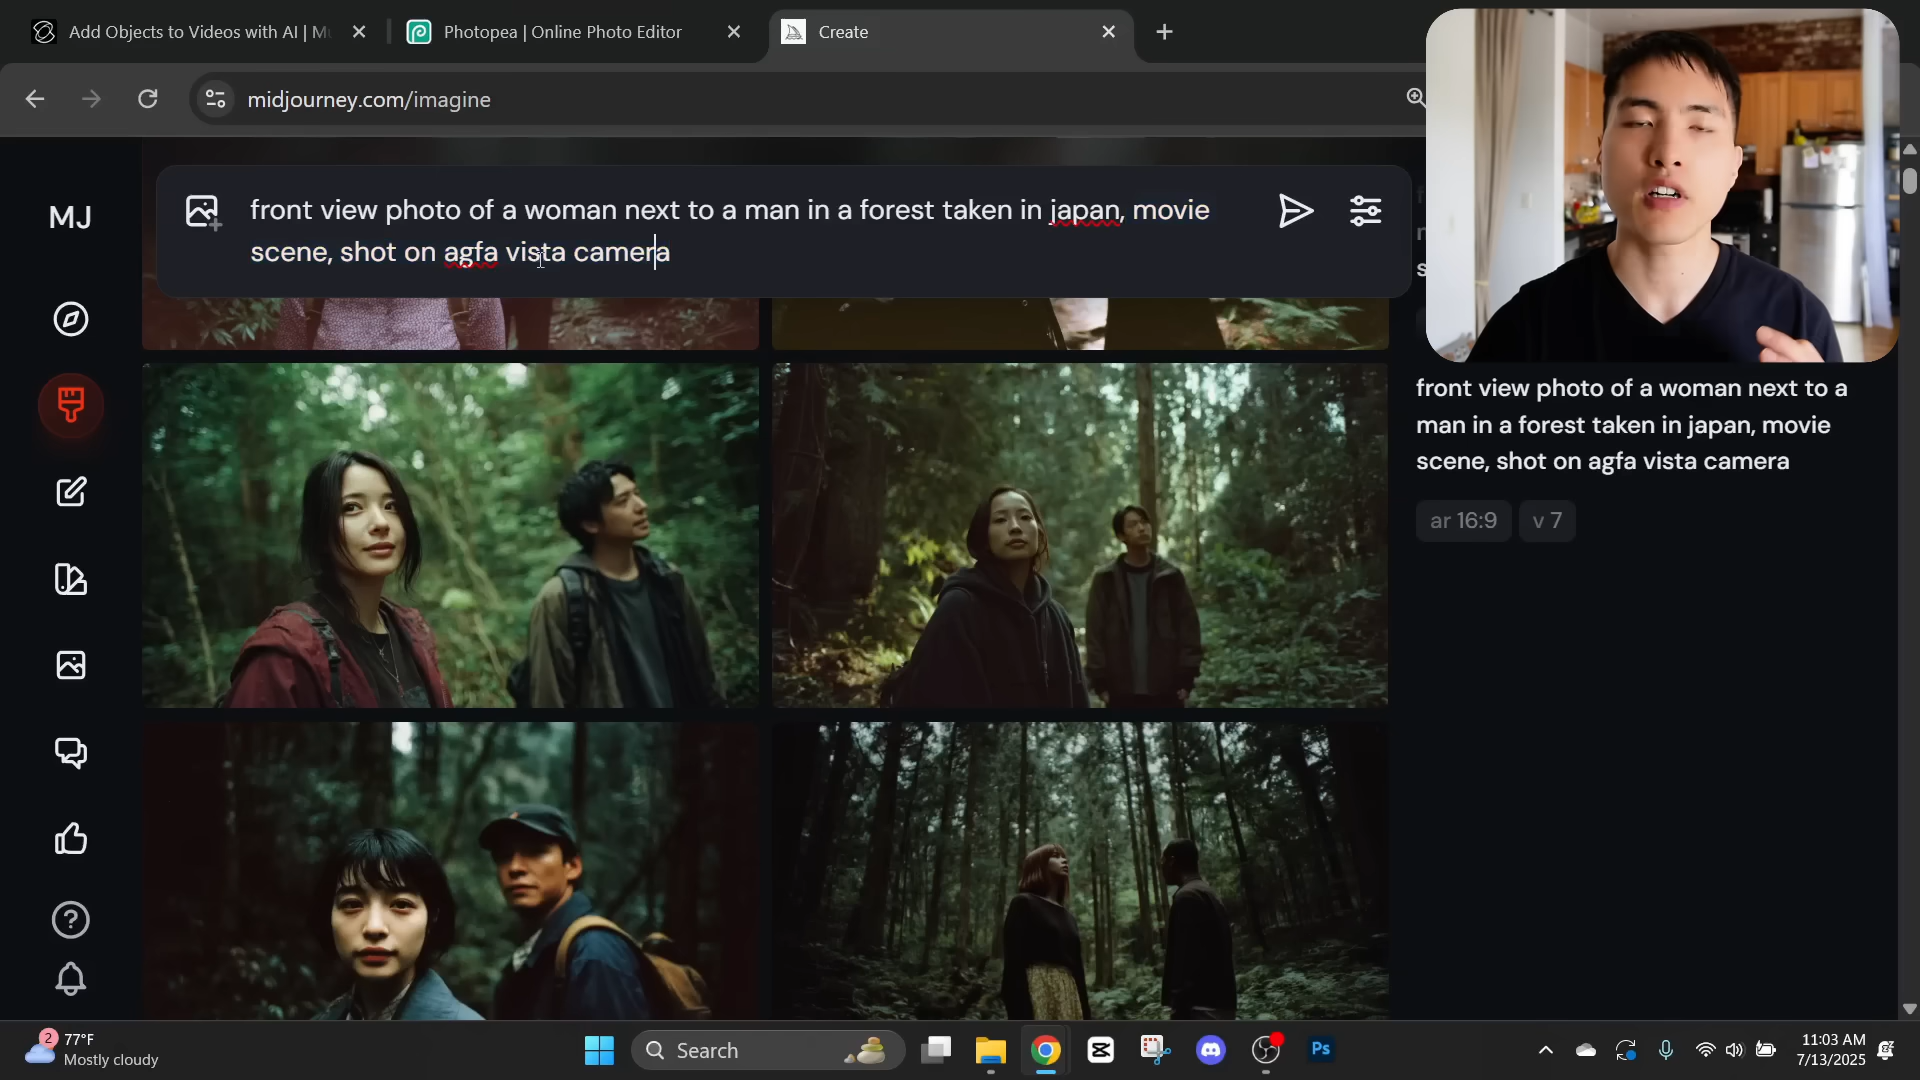 Add Objects to Videos with AI | Mu
Photopea | Online Photo Editor
Create
midjourney.com/imagine
MJ
front view photo of a woman next to a man in a forest taken in japan, movie
scene, shot on agfa vista camera
front view photo of a woman next to a
man in a forest taken in japan, movie
scene, shot on agfa vista camera
ar 16:9
v 7
2
77°F
Mostly cloudy
Search
Ps
11:03 AM
7/13/2025